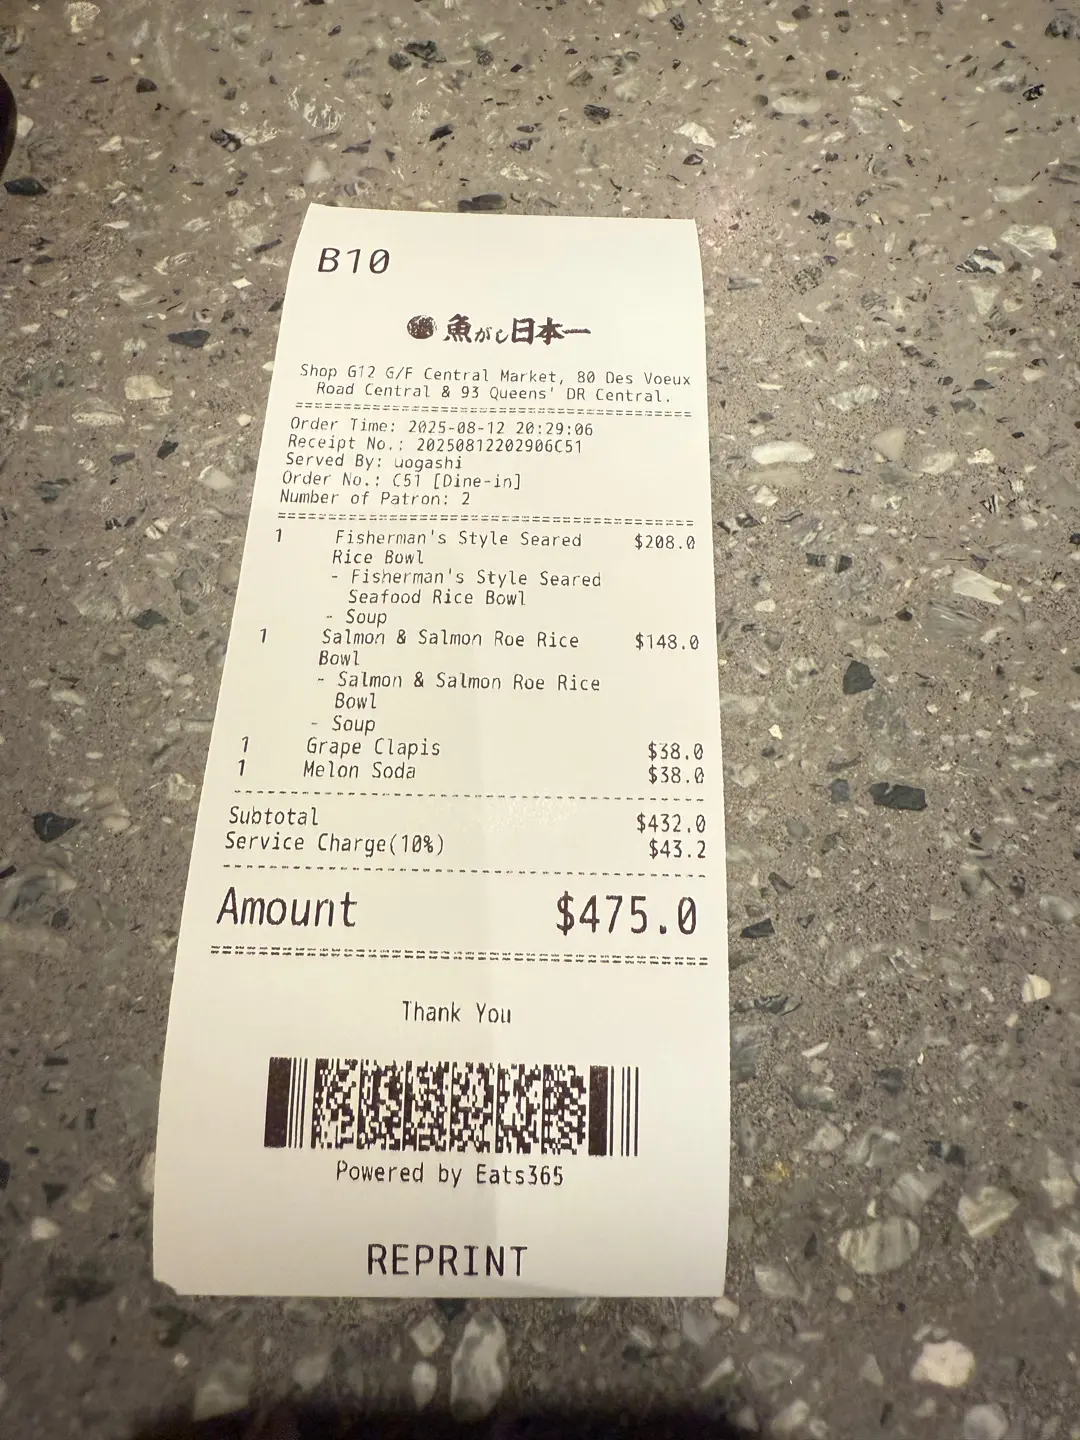 B10
魚がし日本一
Shop G12 G/F Central Market, 80 Des Voeux
Road Central & 93 Queens' DR Central.
Order Time: 2025-08-12 20:29:06
Receipt No.: 20250812202906C51
Served By: uogashi
Order No.: C51 [Dine-in]
Number of Patron: 2
1 Fisherman's Style Seared $208.0
Rice Bowl
- Fisherman's Style Seared
Seafood Rice Bowl
- Soup
1 Salmon & Salmon Roe Rice $148.0
Bowl
- Salmon & Salmon Roe Rice
Bowl
- Soup
1 Grape Clapis $38.0
1 Melon Soda $38.0
Subtotal $432.0
Service Charge(10%) $43.2
Amount $475.0
Thank You
Powered by Eats365
REPRINT